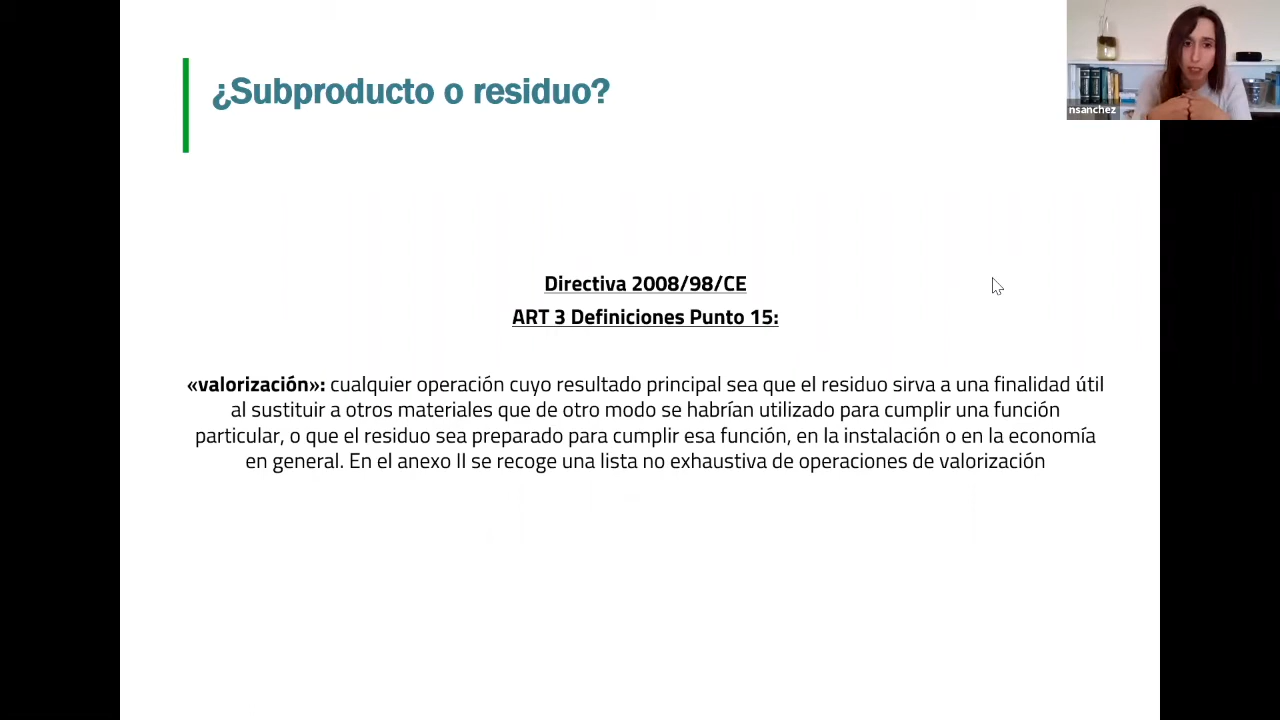 ¿Subproducto o residuo?
nsanchez
Directiva 2008/98/CE
ART 3 Definiciones Punto 15:
«valorización»: cualquier operación cuyo resultado principal sea que el residuo sirva a una finalidad útil
al sustituir a otros materiales que de otro modo se habrían utilizado para cumplir una función
particular, o que el residuo sea preparado para cumplir esa función, en la instalación o en la economía
en general. En el anexo II se recoge una lista no exhaustiva de operaciones de valorización